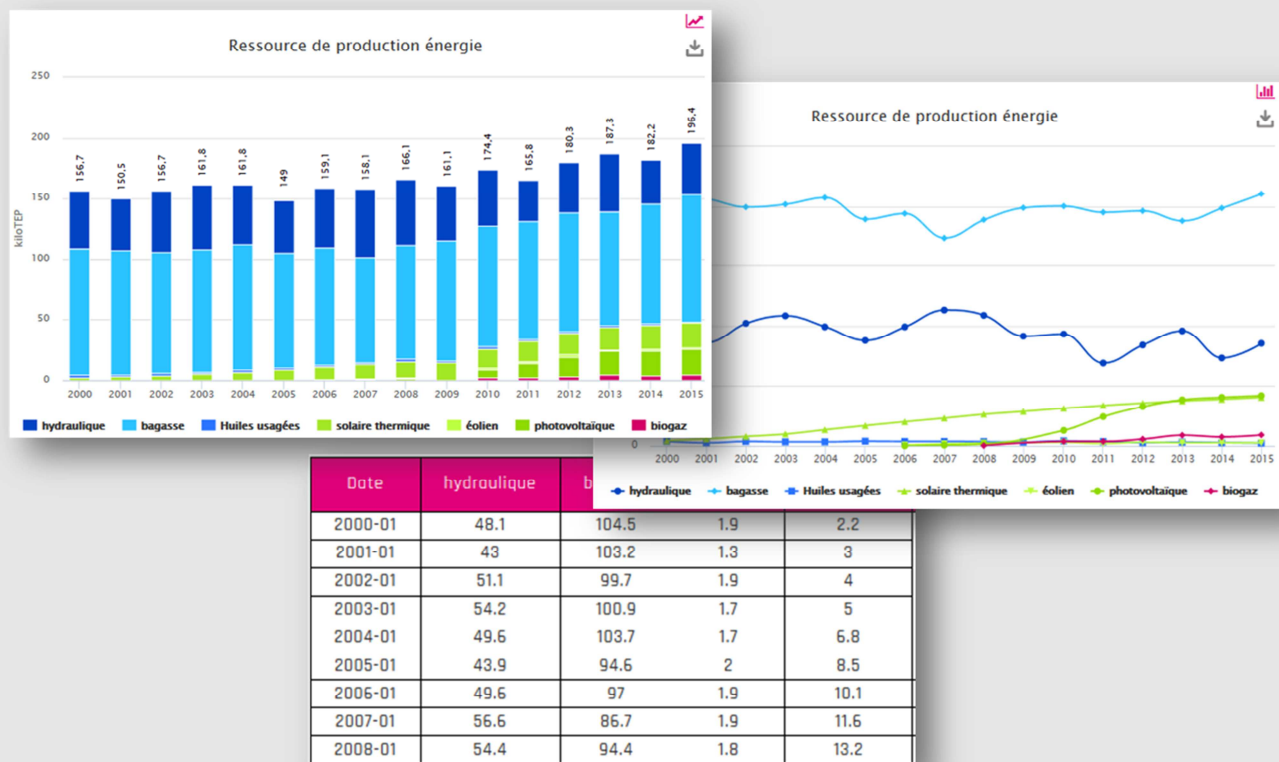 Ressource de production énergie
250
200
150
100
50
0
kiloTEP
156,7
150,5
156,7
161,8
161,8
149
159,1
158,1
166,1
161,1
174,4
165,8
180,3
187,3
182,2
196,4
2000 2001 2002 2003 2004 2005 2006 2007 2008 2009 2010 2011 2012 2013 2014 2015
hydraulique bagasse Huiles usagées solaire thermique éolien photovoltaïque biogaz
Ressource de production énergie
0
2000 2001 2002 2003 2004 2005 2006 2007 2008 2009 2010 2011 2012 2013 2014 2015
hydraulique bagasse Huiles usagées solaire thermique éolien photovoltaïque biogaz
Date hydraulique b
2000-01 48.1 104.5 1.9 2.2
2001-01 43 103.2 1.3 3
2002-01 51.1 99.7 1.9 4
2003-01 54.2 100.9 1.7 5
2004-01 49.6 103.7 1.7 6.8
2005-01 43.9 94.6 2 8.5
2006-01 49.6 97 1.9 10.1
2007-01 56.6 86.7 1.9 11.6
2008-01 54.4 94.4 1.8 13.2